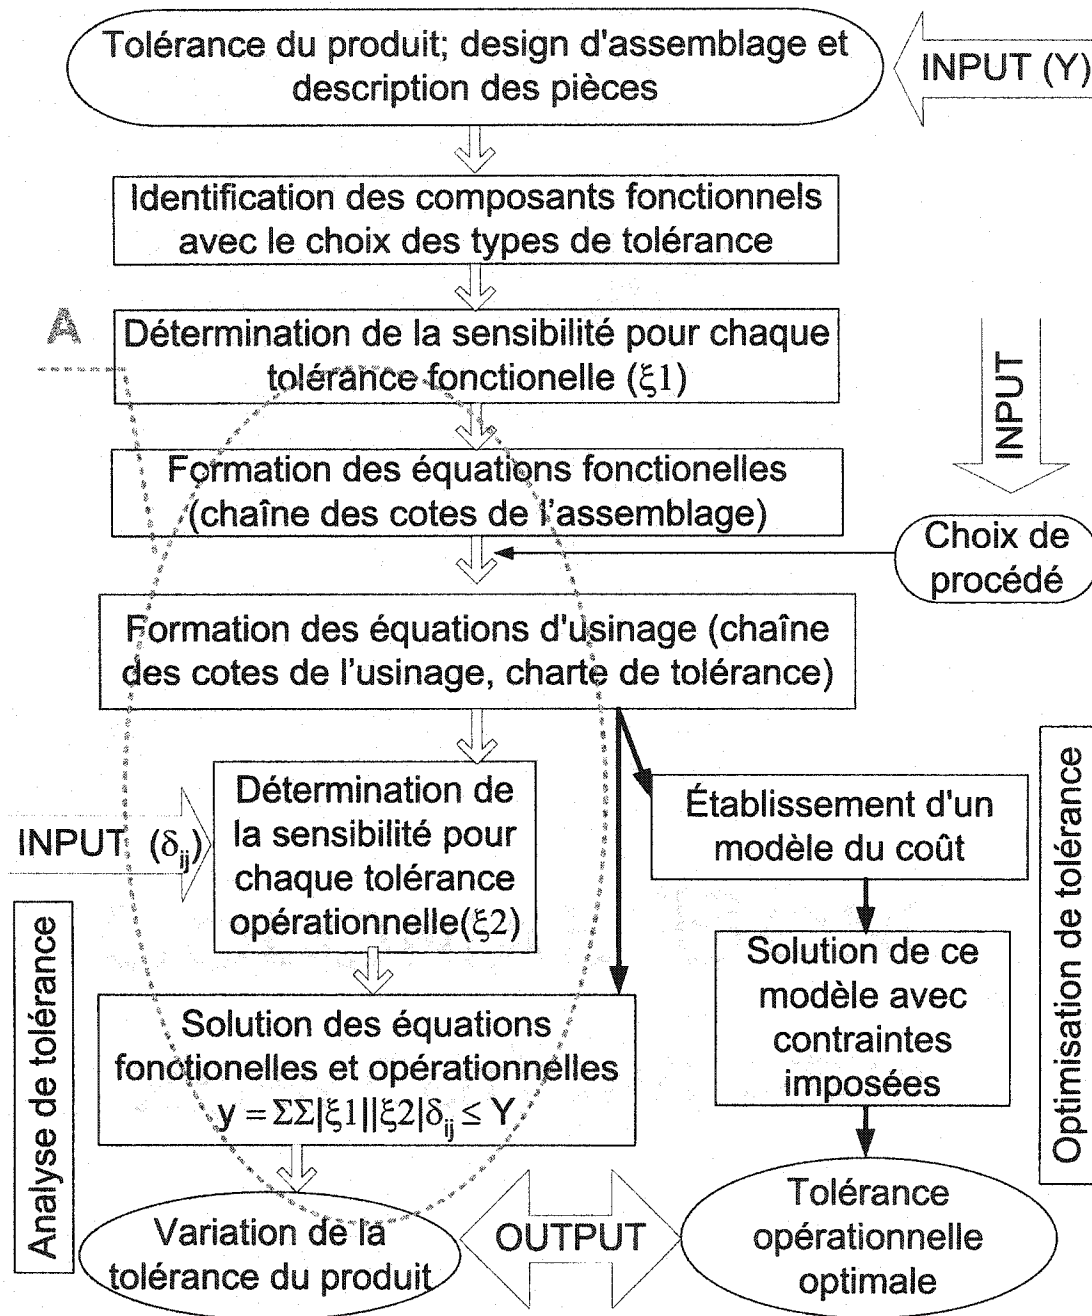 Tolérance du produit; design d'assemblage et
description des pièces
INPUT (Y)
Identification des composants fonctionnels
avec le choix des types de tolérance
A
Détermination de la sensibilité pour chaque
tolérance fonctionelle (ξ1)
INPUT
Formation des équations fonctionelles
(chaîne des cotes de l'assemblage)
Choix de
procédé
Formation des équations d'usinage (chaîne
des cotes de l'usinage, charte de tolérance)
INPUT (δij)
Détermination de
la sensibilité pour
chaque tolérance
opérationnelle(ξ2)
Établissement d'un
modèle du coût
Optimisation de tolérance
Solution de ce
modèle avec
contraintes
imposées
Analyse de tolérance
Solution des équations
fonctionelles et opérationnelles
y = ΣΣ|ξ1||ξ2|δij ≤ Y
Variation de la
tolérance du produit
OUTPUT
Tolérance
opérationnelle
optimale